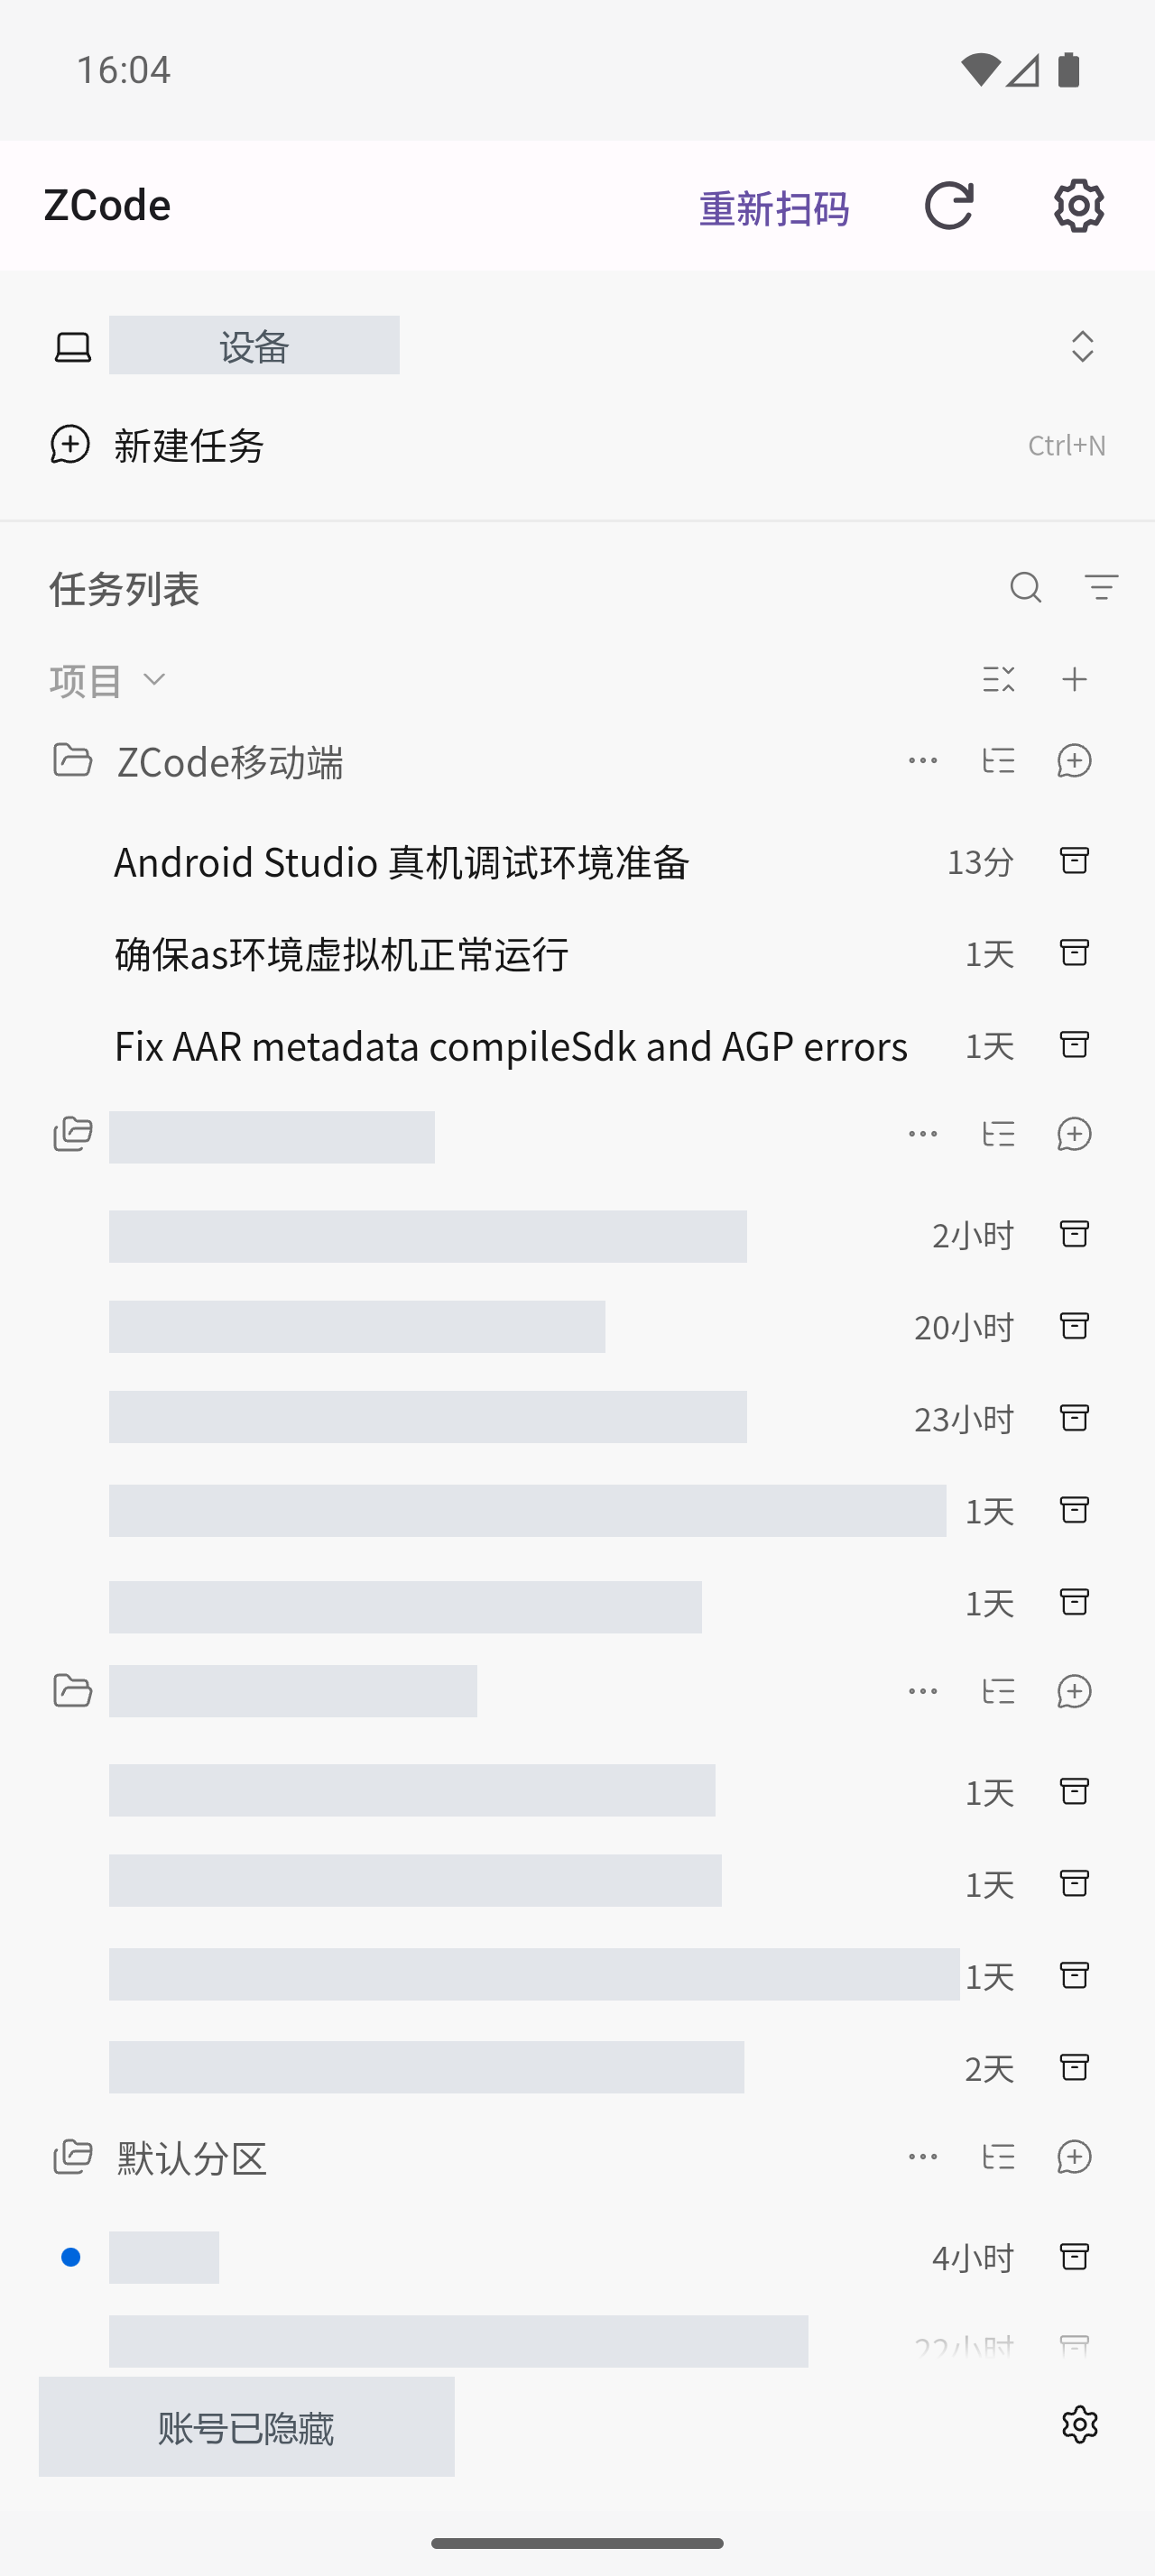 16:04
ZCode 重新扫码
设备
新建任务 Ctrl+N
任务列表
项目
ZCode移动端
Android Studio 真机调试环境准备 13分
确保as环境虚拟机正常运行 1天
Fix AAR metadata compileSdk and AGP errors 1天
2小时
20小时
23小时
1天
1天
1天
1天
1天
2天
默认分区
4小时
22小时
账号已隐藏